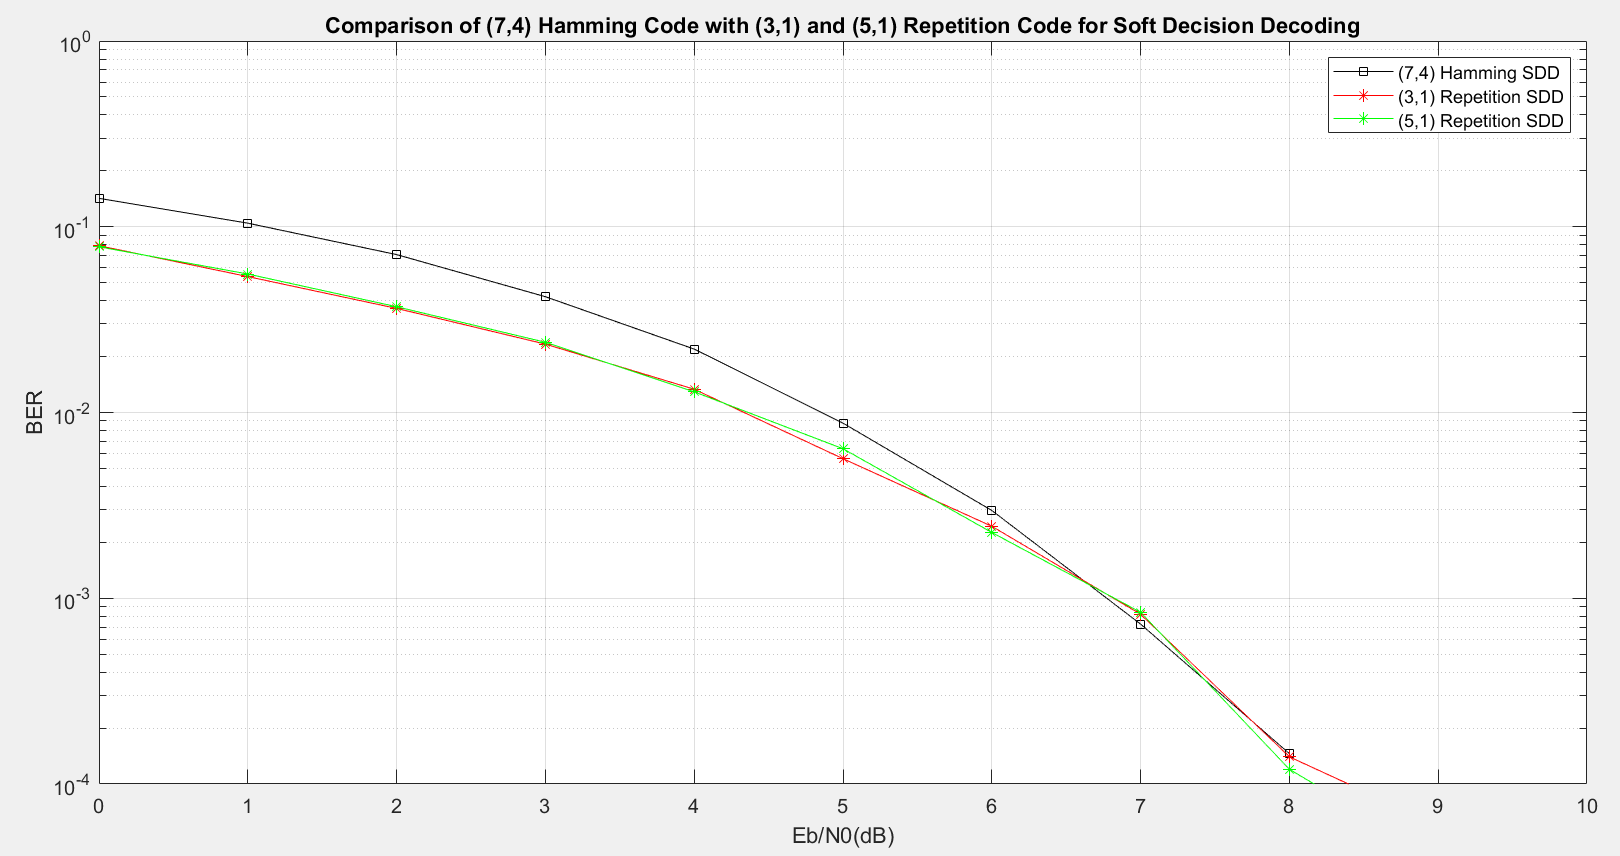 Comparison of (7,4) Hamming Code with (3,1) and (5,1) Repetition Code for Soft Decision Decoding
(7,4) Hamming SDD
(3,1) Repetition SDD
(5,1) Repetition SDD
10^0
10^-1
10^-2
10^-3
10^-4
BER
0 1 2 3 4 5 6 7 8 9 10
Eb/N0(dB)